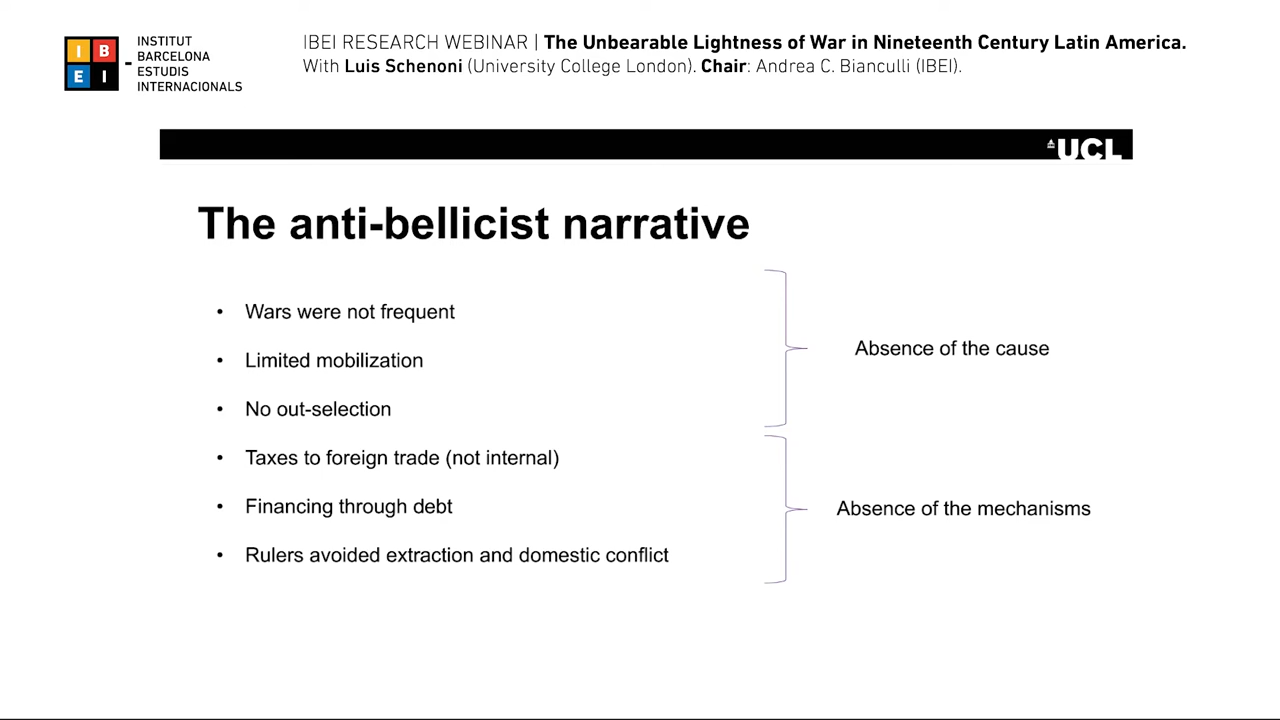 I B
E I
INSTITUT
BARCELONA
ESTUDIS
INTERNACIONALS
IBEI RESEARCH WEBINAR | The Unbearable Lightness of War in Nineteenth Century Latin America.
With Luis Schenoni (University College London). Chair: Andrea C. Bianculli (IBEI).
UCL
The anti-bellicist narrative
• Wars were not frequent
• Limited mobilization
• No out-selection
Absence of the cause
• Taxes to foreign trade (not internal)
• Financing through debt
• Rulers avoided extraction and domestic conflict
Absence of the mechanisms